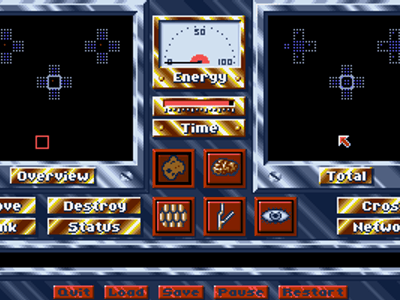 50
0 100
Energy
Time
Overview Total
ove Destroy Cros
nk Status Netwo
Quit Load Save Pause Restart